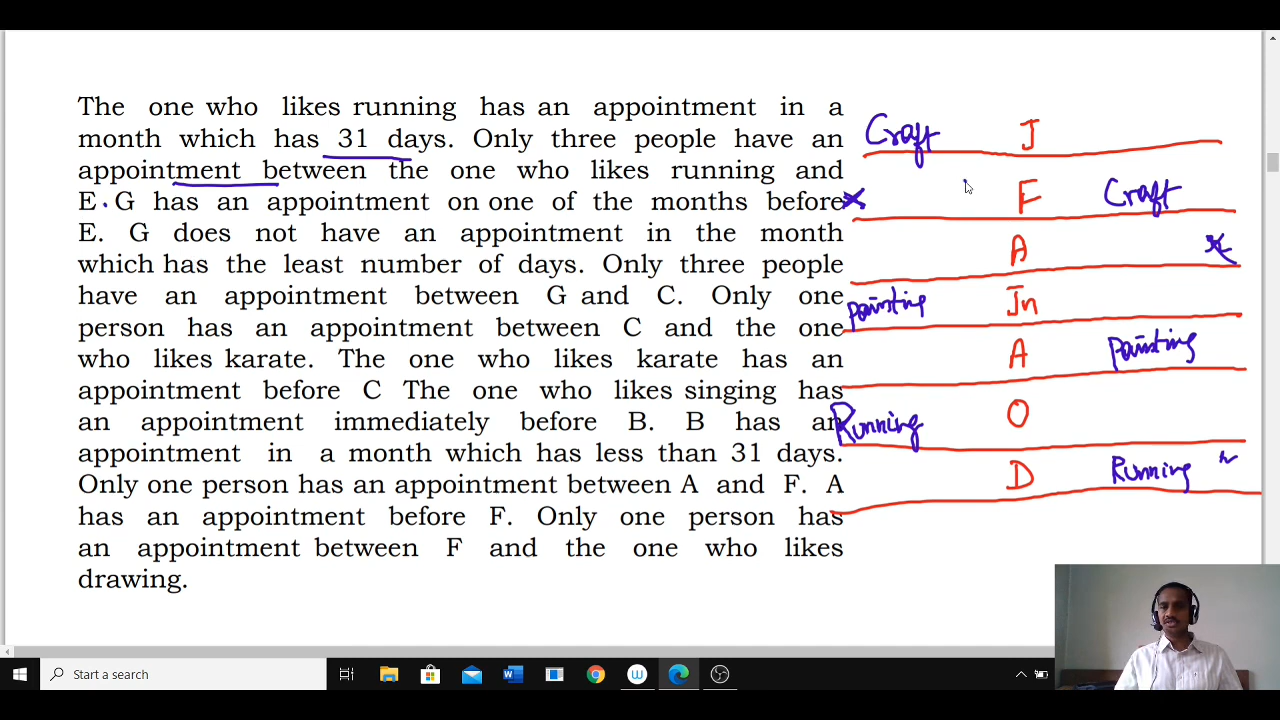 The one who likes running has an appointment in a
month which has 31 days. Only three people have an
appointment between the one who likes running and
E. G has an appointment on one of the months before
E. G does not have an appointment in the month
which has the least number of days. Only three people
have an appointment between G and C. Only one
person has an appointment between C and the one
who likes karate. The one who likes karate has an
appointment before C The one who likes singing has
an appointment immediately before B. B has an
appointment in a month which has less than 31 days.
Only one person has an appointment between A and F. A
has an appointment before F. Only one person has
an appointment between F and the one who likes
drawing.
Craft J
F Craft
A
painting Jn
A painting
Running O
D Running
Start a search